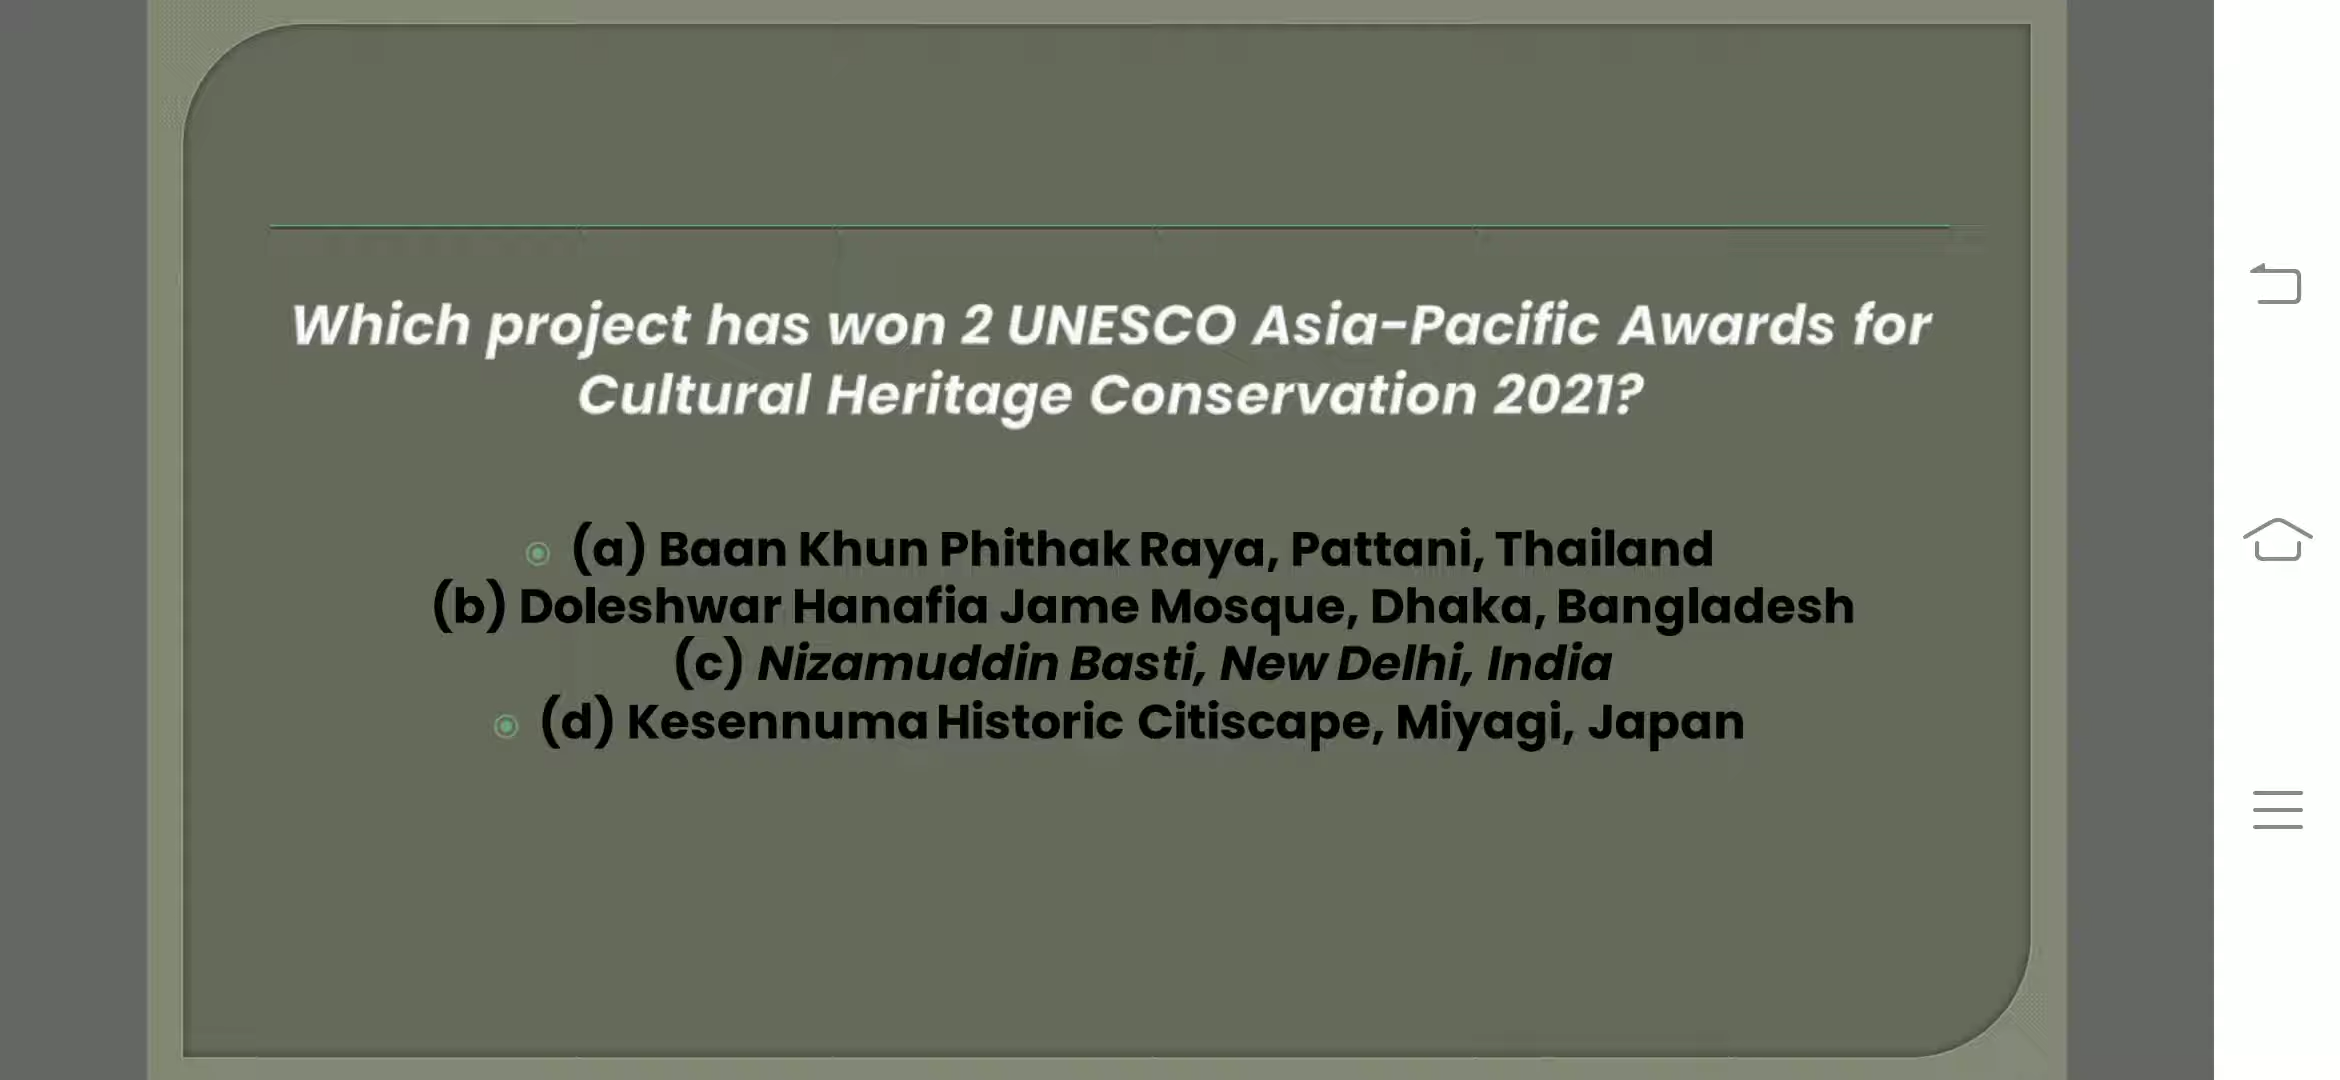 Which project has won 2 UNESCO Asia-Pacific Awards for
Cultural Heritage Conservation 2021?
(a) Baan Khun Phithak Raya, Pattani, Thailand
(b) Doleshwar Hanafia Jame Mosque, Dhaka, Bangladesh
(c) Nizamuddin Basti, New Delhi, India
(d) Kesennuma Historic Citiscape, Miyagi, Japan